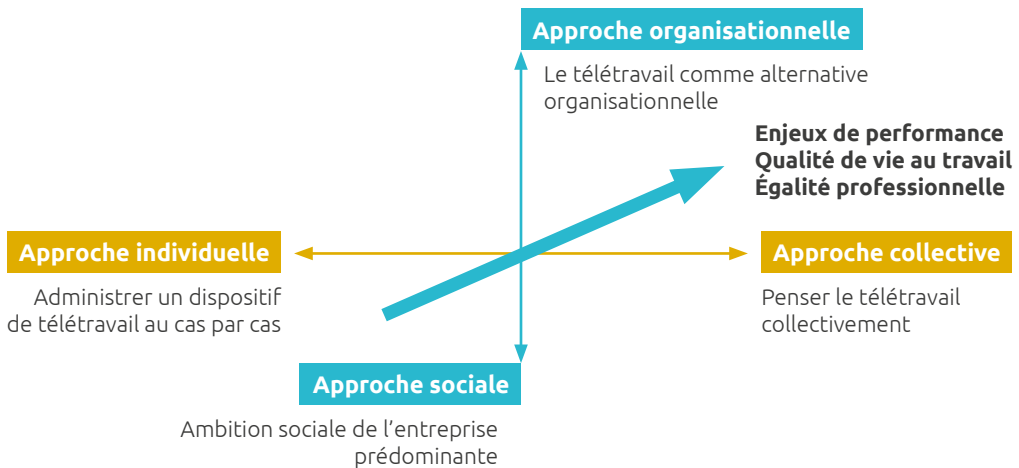 Approche organisationnelle
Le télétravail comme alternative
organisationnelle
Enjeux de performance
Qualité de vie au travail
Égalité professionnelle
Approche individuelle
Administrer un dispositif
de télétravail au cas par cas
Approche collective
Penser le télétravail
collectivement
Approche sociale
Ambition sociale de l’entreprise
prédominante